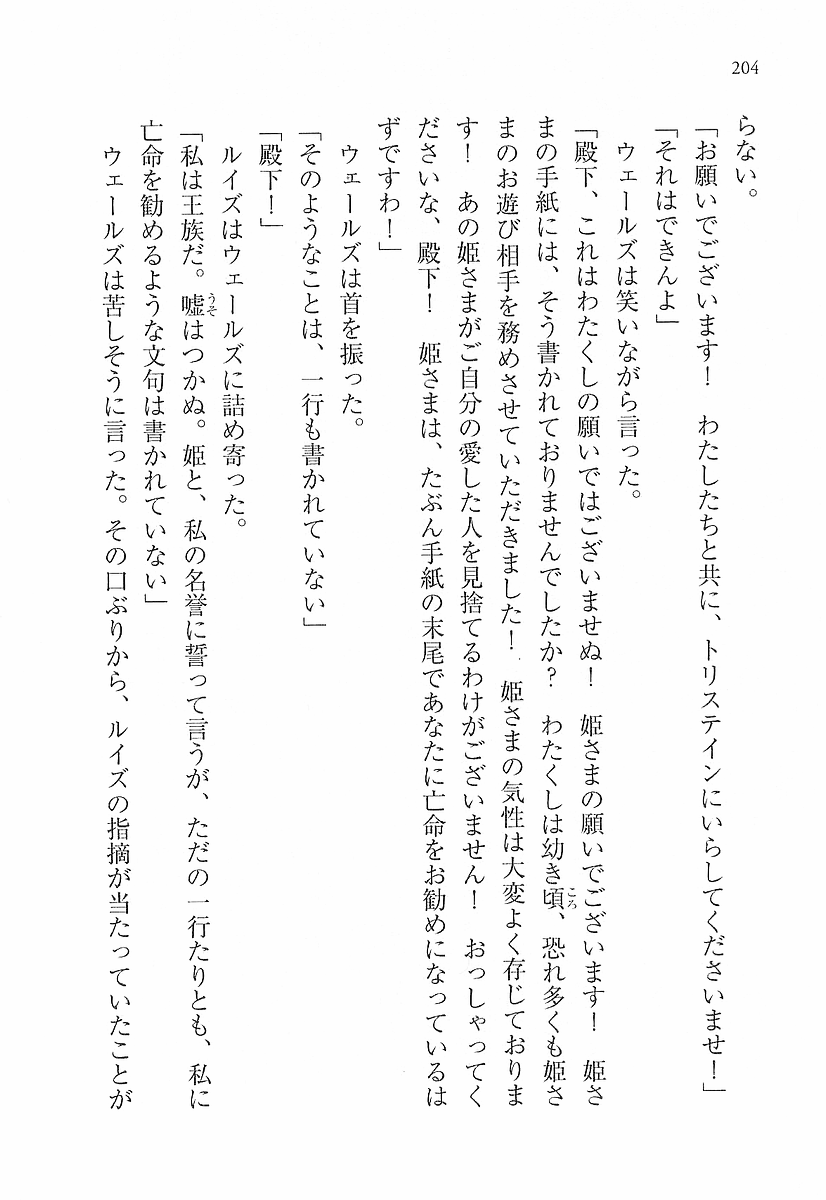 204
らない。
「お願いでございます！　わたしたちと共に、トリステインにいらしてくださいませ！」
「それはできんよ」
　ウェールズは笑いながら言った。
「殿下、これはわたくしの願いではございませぬ！　姫さまの願いでございます！　姫さ
まの手紙には、そう書かれておりませんでしたか？　わたくしは幼き頃、恐れ多くも姫さ
まのお遊び相手を務めさせていただきました！　姫さまの気性は大変よく存じておりま
す！　あの姫さまがご自分の愛した人を見捨てるわけがございません！　おっしゃってく
ださいな、殿下！　姫さまは、たぶん手紙の末尾であなたに亡命をお勧めになっているは
ずですわ！」
　ウェールズは首を振った。
「そのようなことは、一行も書かれていない」
「殿下！」
　ルイズはウェールズに詰め寄った。
「私は王族だ。嘘はつかぬ。姫と、私の名誉に誓って言うが、ただの一行たりとも、私に
亡命を勧めるような文句は書かれていない」
　ウェールズは苦しそうに言った。その口ぶりから、ルイズの指摘が当たっていたことが